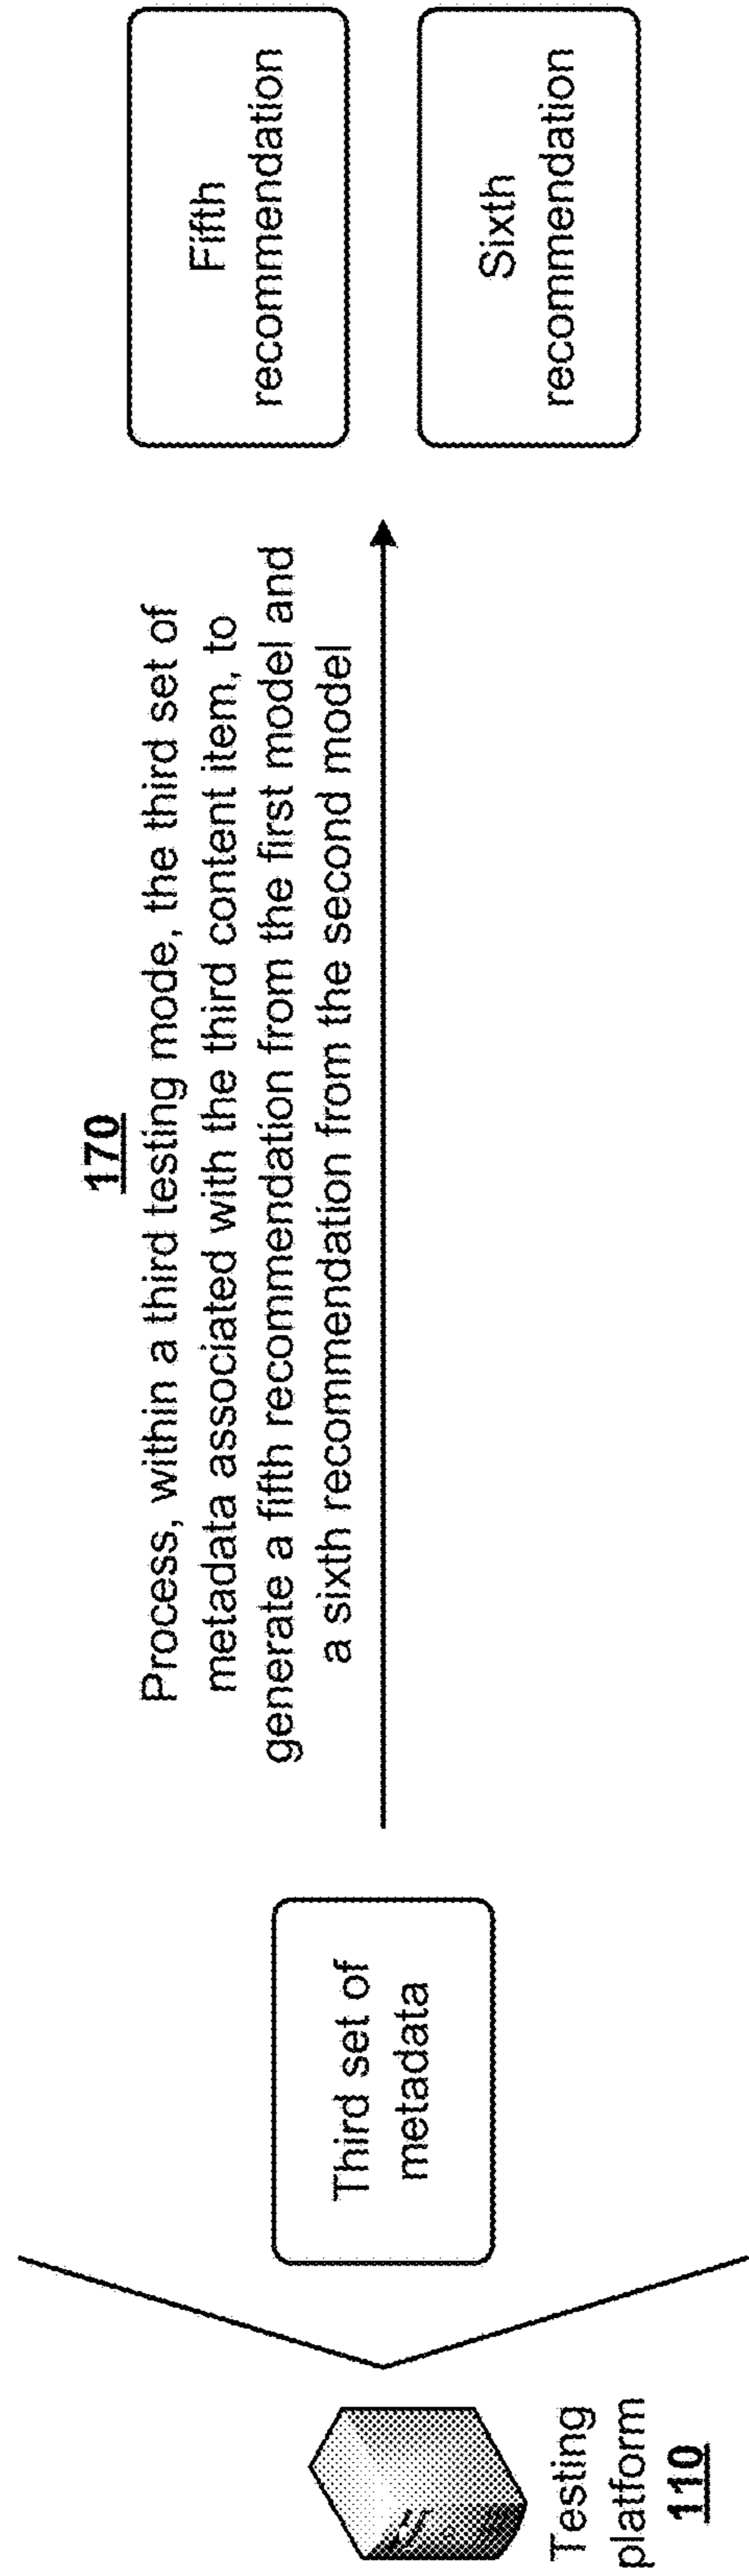 170
Process, within a third testing mode, the third set of
metadata associated with the third content item, to
generate a fifth recommendation from the first model and
a sixth recommendation from the second model
Testing
platform
110
Third set of
metadata
Fifth
recommendation
Sixth
recommendation